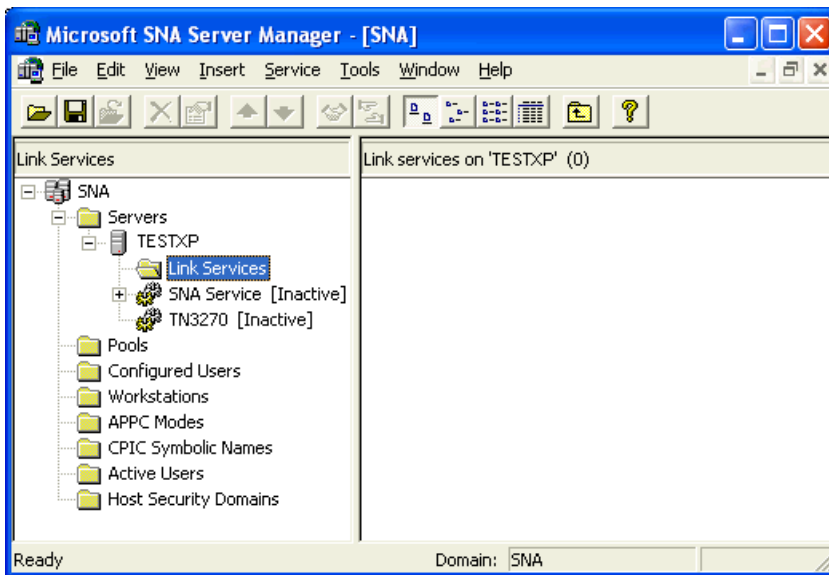 Microsoft SNA Server Manager - [SNA]
File Edit View Insert Service Tools Window Help
Link Services
Link services on 'TESTXP' (0)
SNA
Servers
TESTXP
Link Services
SNA Service [Inactive]
TN3270 [Inactive]
Pools
Configured Users
Workstations
APPC Modes
CPIC Symbolic Names
Active Users
Host Security Domains
Ready
Domain: SNA